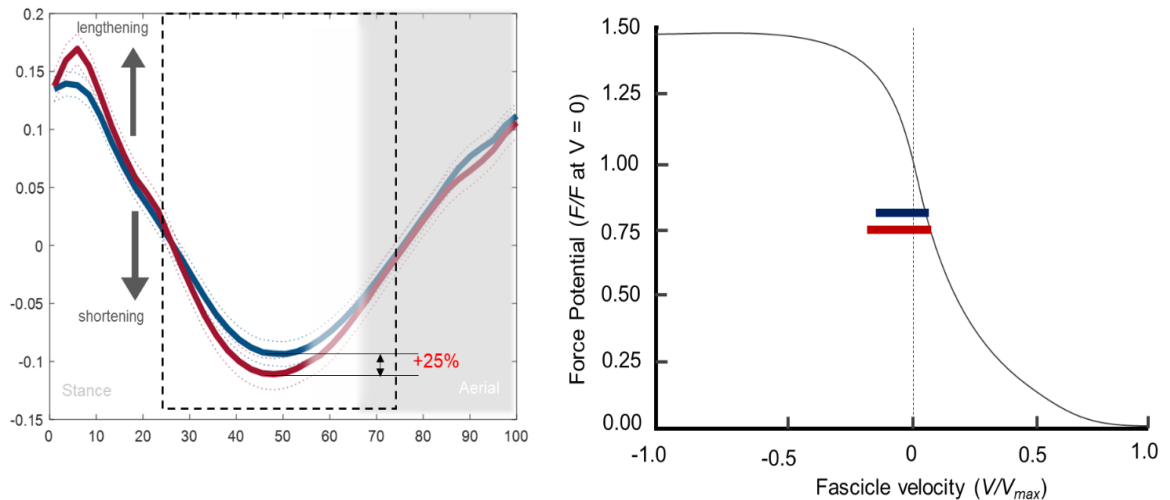 0.2
0.15
0.1
0.05
0
-0.05
-0.1
-0.15
lengthening
shortening
+25%
Stance
Aerial
0 10 20 30 40 50 60 70 80 90 100
Force Potential (F/F at V = 0)
1.50
1.25
1.00
0.75
0.50
0.25
0.00
-1.0 -0.5 0 0.5 1.0
Fascicle velocity (V/Vmax)